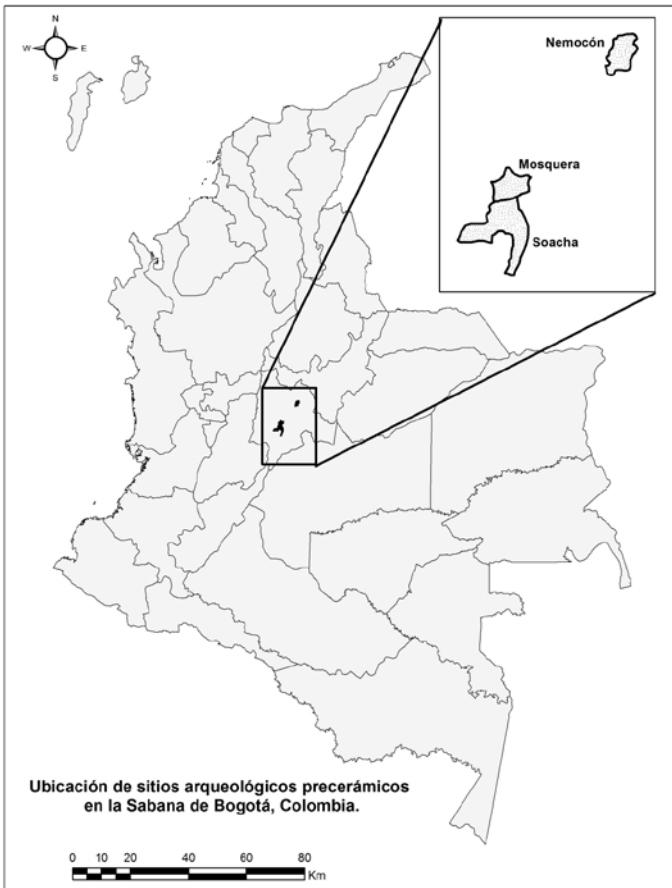 N
W E
S
Nemocón
Mosquera
Soacha
Ubicación de sitios arqueológicos precerámicos
en la Sabana de Bogotá, Colombia.
0 10 20 40 60 80
Km